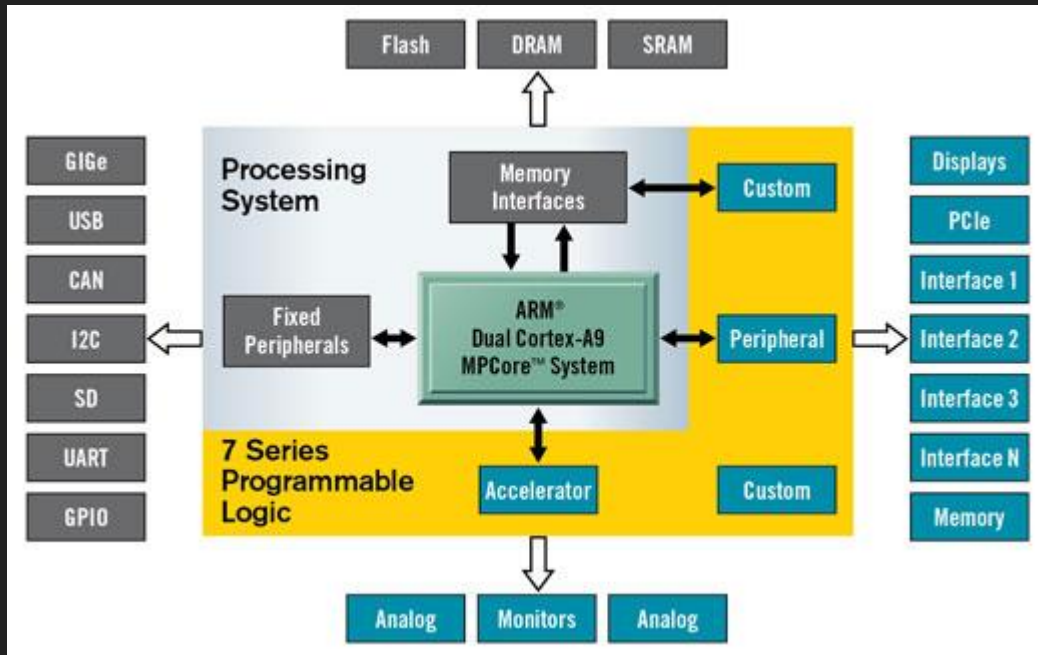 Flash
DRAM
SRAM
GIGe
USB
CAN
I2C
SD
UART
GPIO
Processing
System
Memory
Interfaces
Custom
Fixed
Peripherals
ARM®
Dual Cortex-A9
MPCore™ System
Peripheral
7 Series
Programmable
Logic
Accelerator
Custom
Displays
PCIe
Interface 1
Interface 2
Interface 3
Interface N
Memory
Analog
Monitors
Analog